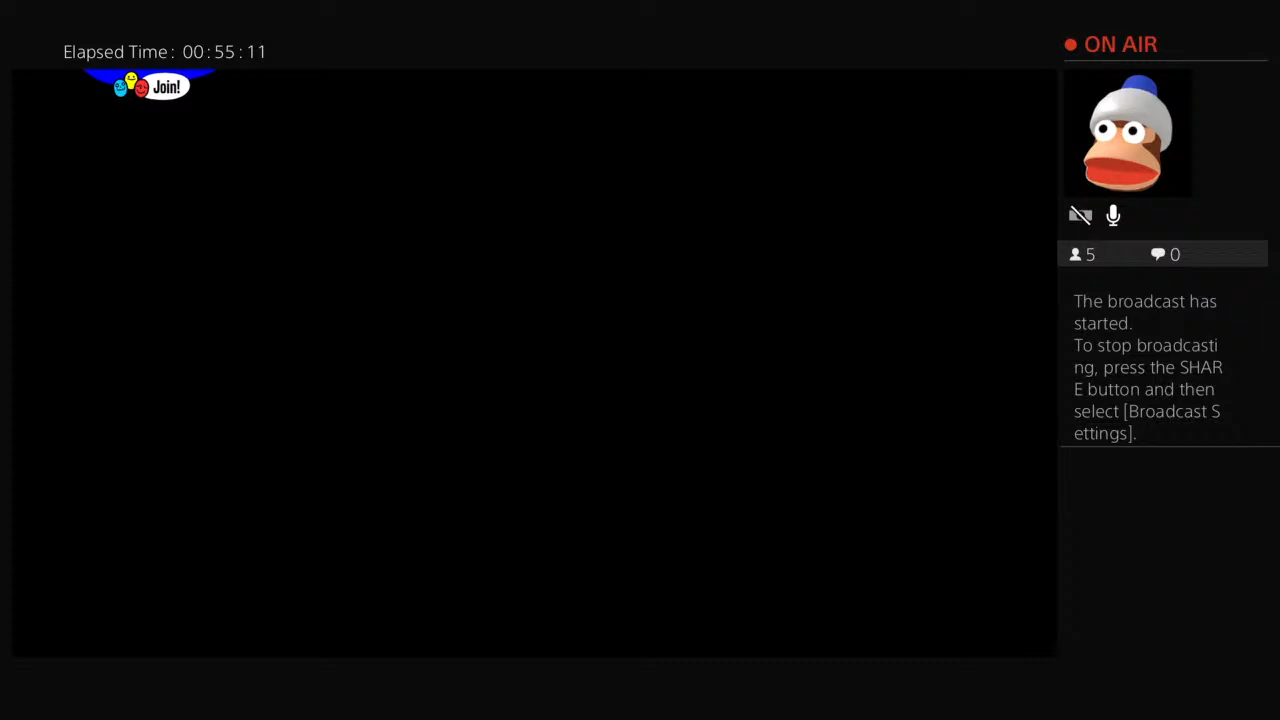 Elapsed Time: 00:55:11
ON AIR
Join!
5 0
The broadcast has
started.
To stop broadcasti
ng, press the SHAR
E button and then
select [Broadcast S
ettings].